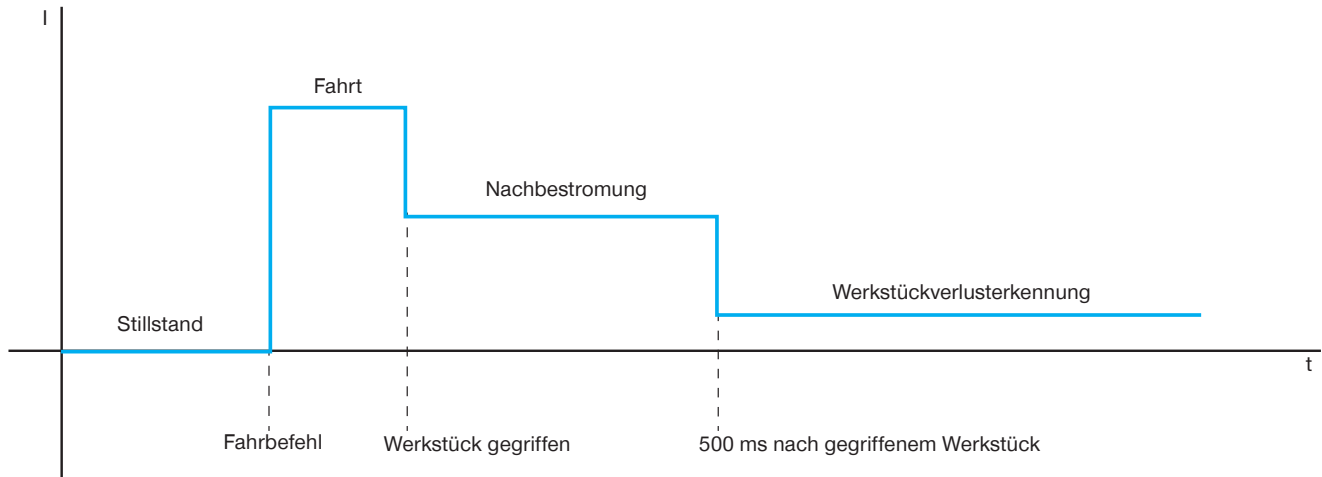 I
Fahrt
Nachbestromung
Werkstückverlusterkennung
Stillstand
t
Fahrbefehl
Werkstück gegriffen
500 ms nach gegriffenem Werkstück